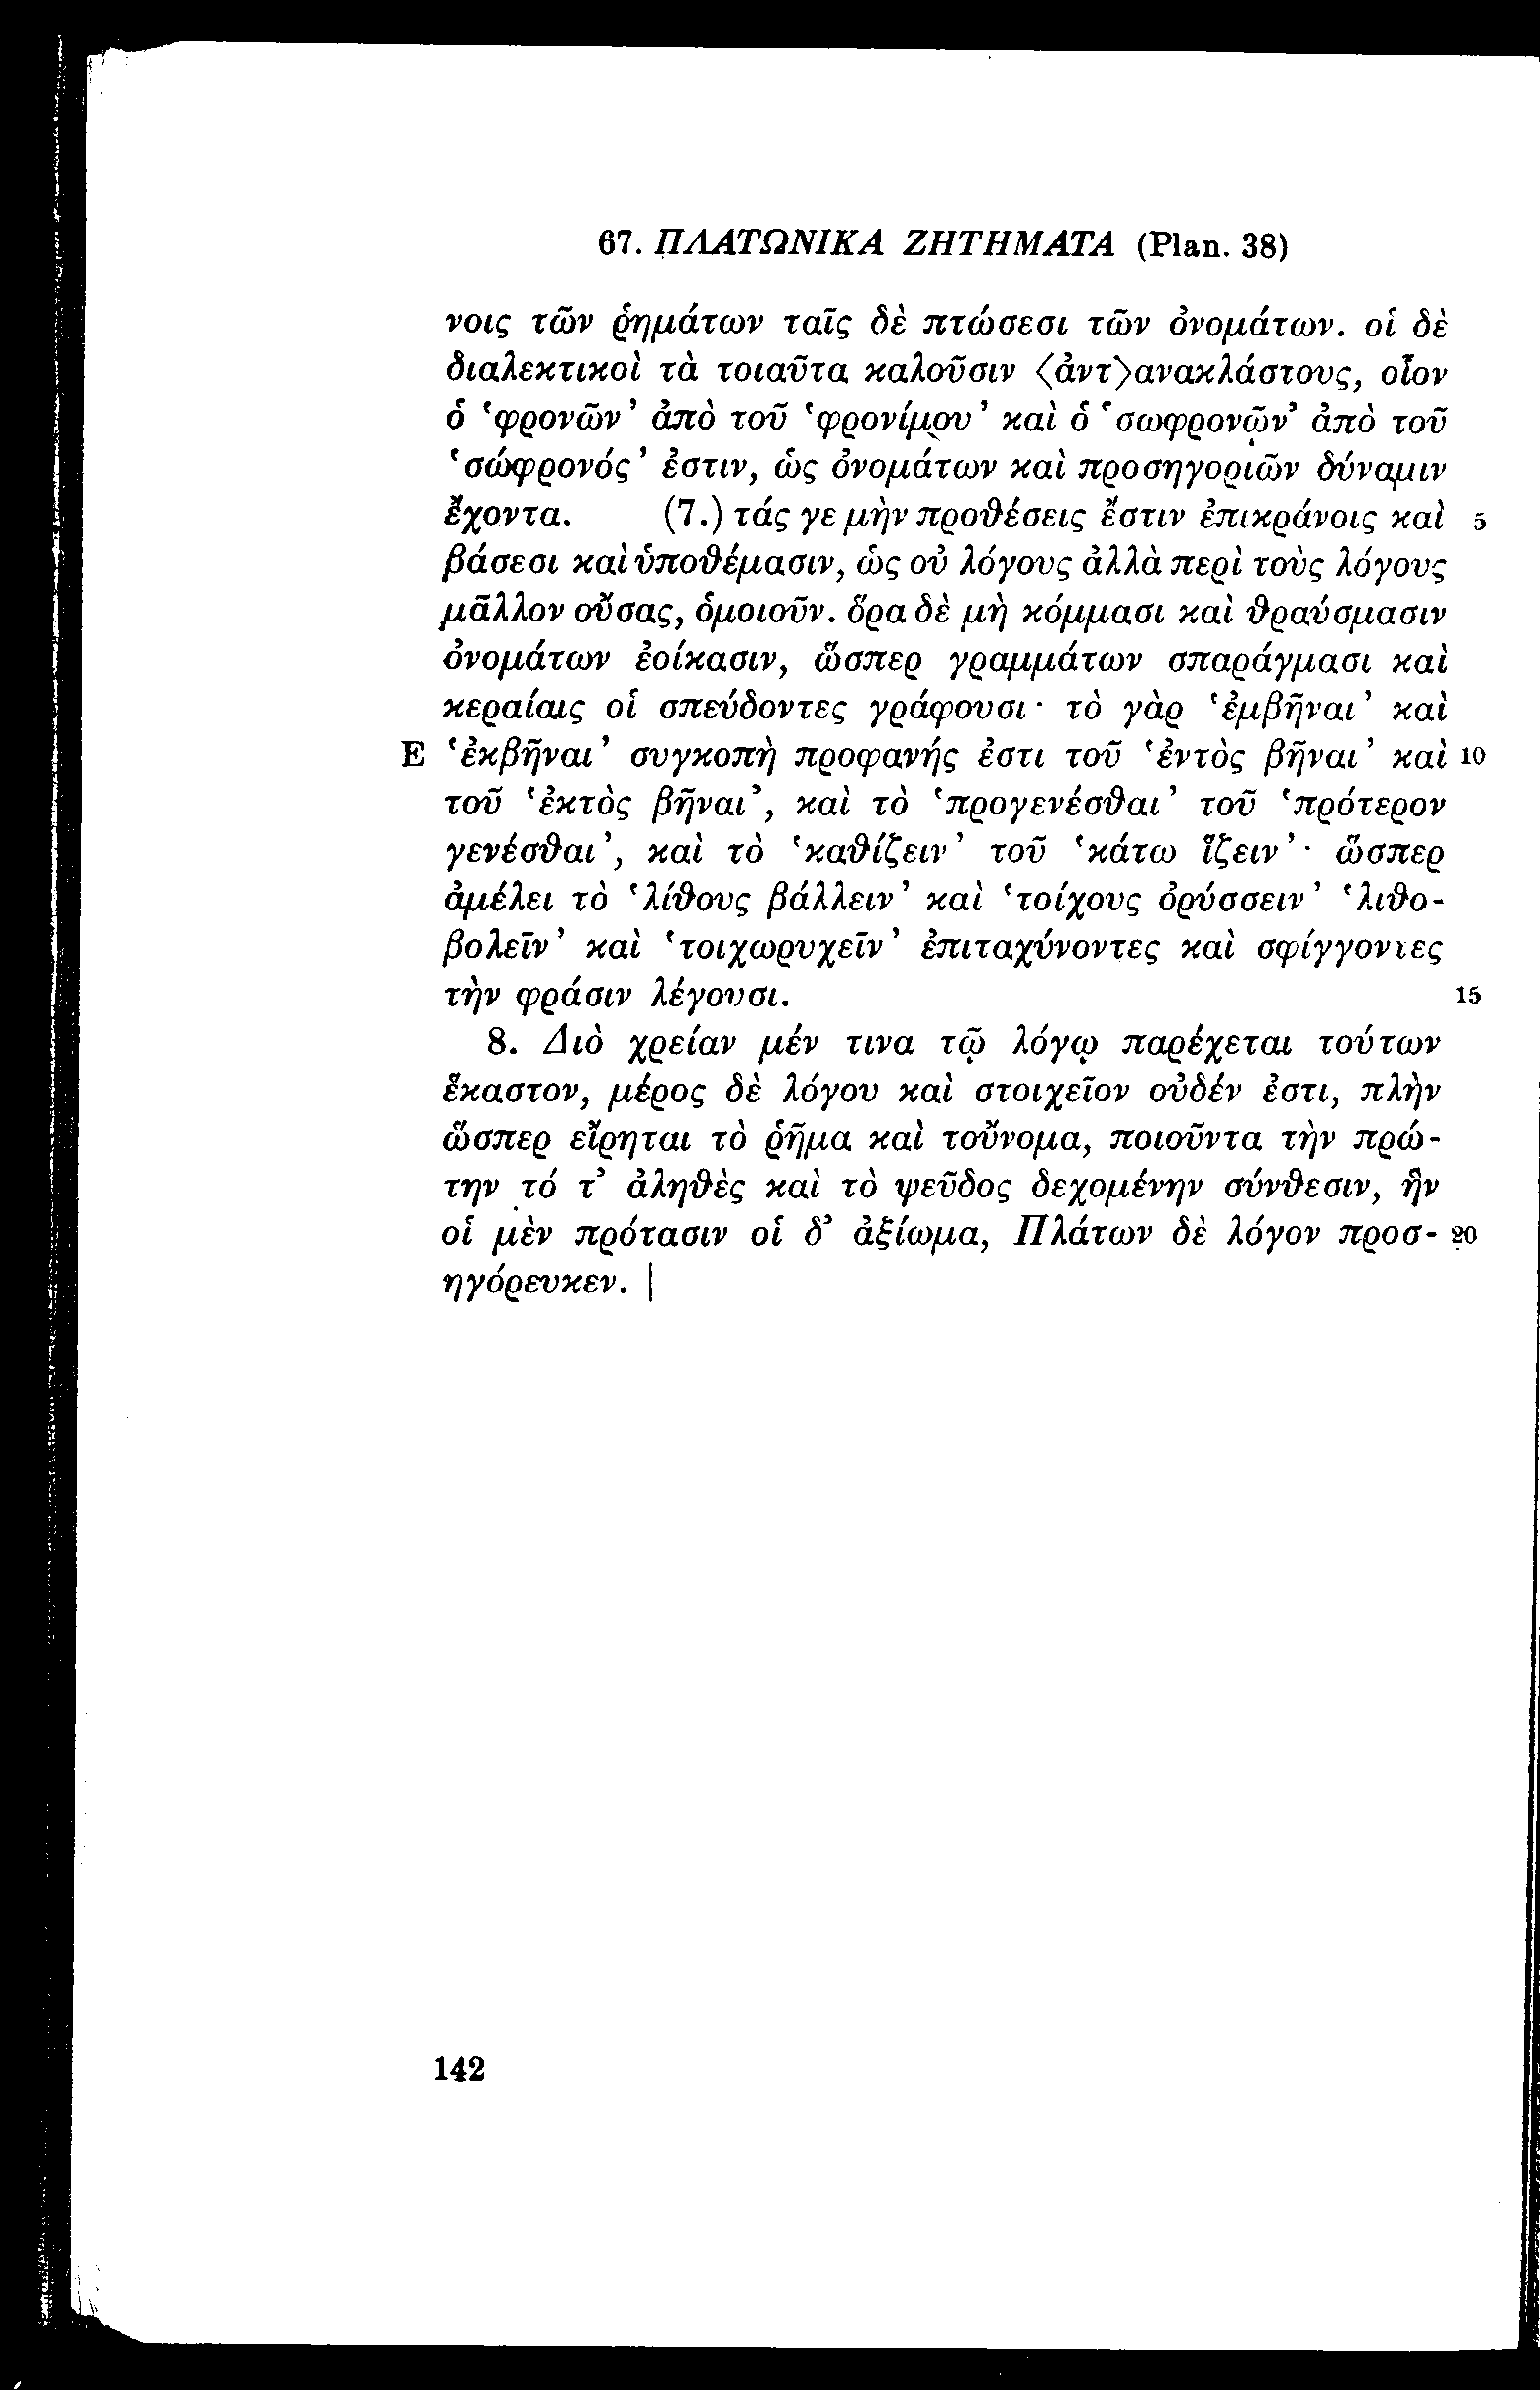 67. ΠΛΑΤΩΝΙΚΑ ΖΗΤΗΜΑΤΑ (Plan. 38)
νοις τῶν ῥημάτων ταῖς δὲ πτώσεσι τῶν ὀνομάτων. οἱ δὲ
διαλεκτικοὶ τὰ τοιαῦτα καλοῦσιν ⟨ἀντ⟩ανακλάστους, οἷον
ὁ ‘φρονῶν’ ἀπὸ τοῦ ‘φρονίμου’ καὶ ὁ ‘σωφρονῶν’ ἀπὸ τοῦ
‘σώφρονός’ ἐστιν, ὡς ὀνομάτων καὶ προσηγοριῶν δύναμιν
ἔχοντα. (7.) τάς γε μὴν προθέσεις ἔστιν ἐπικράνοις καὶ 5
βάσεσι καὶ ὑποθέμασιν, ὡς οὐ λόγους ἀλλὰ περὶ τοὺς λόγους
μᾶλλον οὔσας, ὁμοιοῦν. ὅρα δὲ μὴ κόμμασι καὶ θραύσμασιν
ὀνομάτων ἐοίκασιν, ὥσπερ γραμμάτων σπαράγμασι καὶ
κεραίαις οἱ σπεύδοντες γράφουσι· τὸ γὰρ ‘ἐμβῆναι’ καὶ
E ‘ἐκβῆναι’ συγκοπὴ προφανής ἐστι τοῦ ‘ἐντὸς βῆναι’ καὶ 10
τοῦ ‘ἐκτὸς βῆναι’, καὶ τὸ ‘προγενέσθαι’ τοῦ ‘πρότερον
γενέσθαι’, καὶ τὸ ‘καθίζειν’ τοῦ ‘κάτω ἵζειν’· ὥσπερ
ἀμέλει τὸ ‘λίθους βάλλειν’ καὶ ‘τοίχους ὀρύσσειν’ ‘λιθο-
βολεῖν’ καὶ ‘τοιχωρυχεῖν’ ἐπιταχύνοντες καὶ σφίγγοντες
τὴν φράσιν λέγουσι. 15
8. Διὸ χρείαν μέν τινα τῷ λόγῳ παρέχεται τούτων
ἕκαστον, μέρος δὲ λόγου καὶ στοιχεῖον οὐδέν ἐστι, πλὴν
ὥσπερ εἴρηται τὸ ῥῆμα καὶ τοὔνομα, ποιοῦντα τὴν πρώ-
την τό τ’ ἀληθὲς καὶ τὸ ψεῦδος δεχομένην σύνθεσιν, ἣν
οἱ μὲν πρότασιν οἱ δ’ ἀξίωμα, Πλάτων δὲ λόγον προσ- 20
ηγόρευκεν. |
142